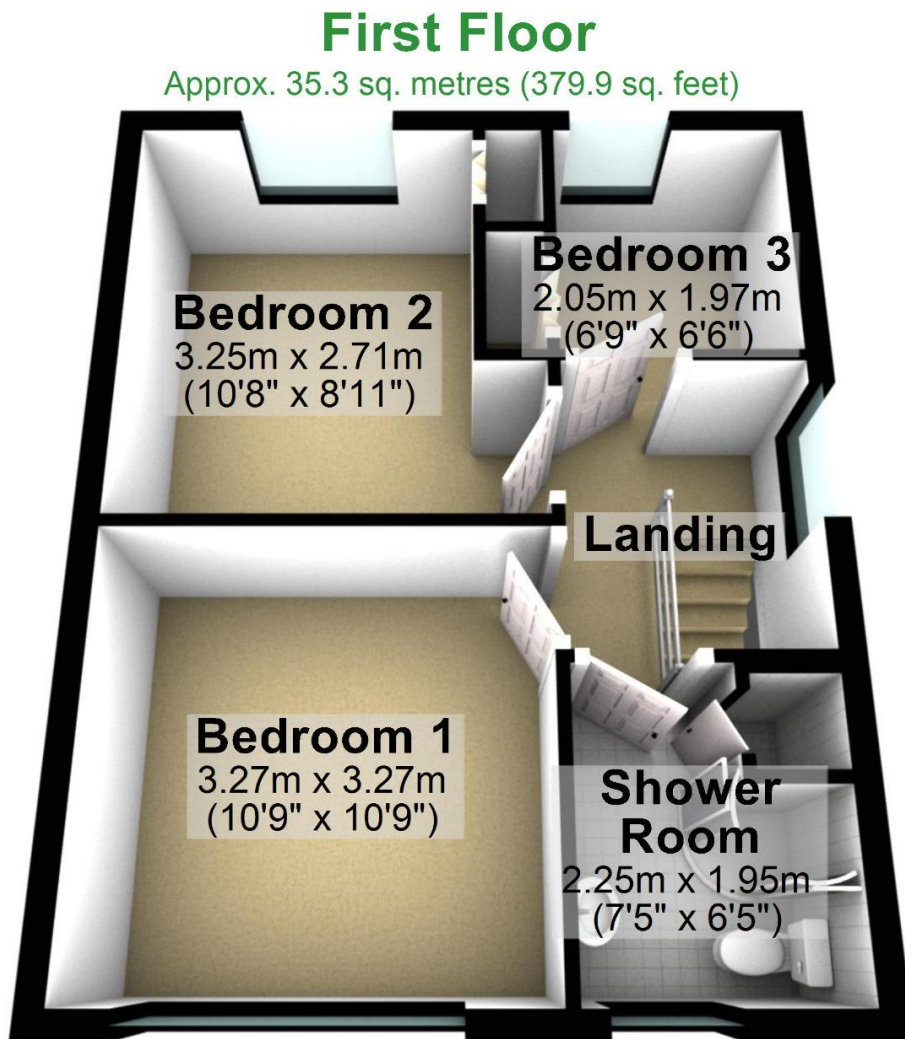 First Floor
Approx. 35.3 sq. metres (379.9 sq. feet)
Bedroom 3
2.05m x 1.97m
(6'9" x 6'6")
Bedroom 2
3.25m x 2.71m
(10'8" x 8'11")
Landing
Bedroom 1
3.27m x 3.27m
(10'9" x 10'9")
Shower
Room
2.25m x 1.95m
(7'5" x 6'5")